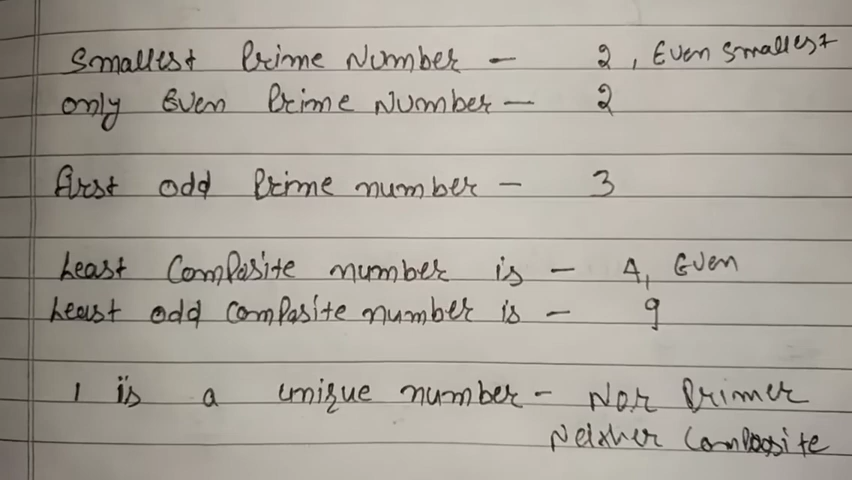 Smallest Prime Number - 2, Even Smallest
only Even Prime Number - 2
first odd Prime number - 3
Least Composite number is - 4, Even
Least odd composite number is - 9
1 is a unique number - Nor Primer
Neither Composite